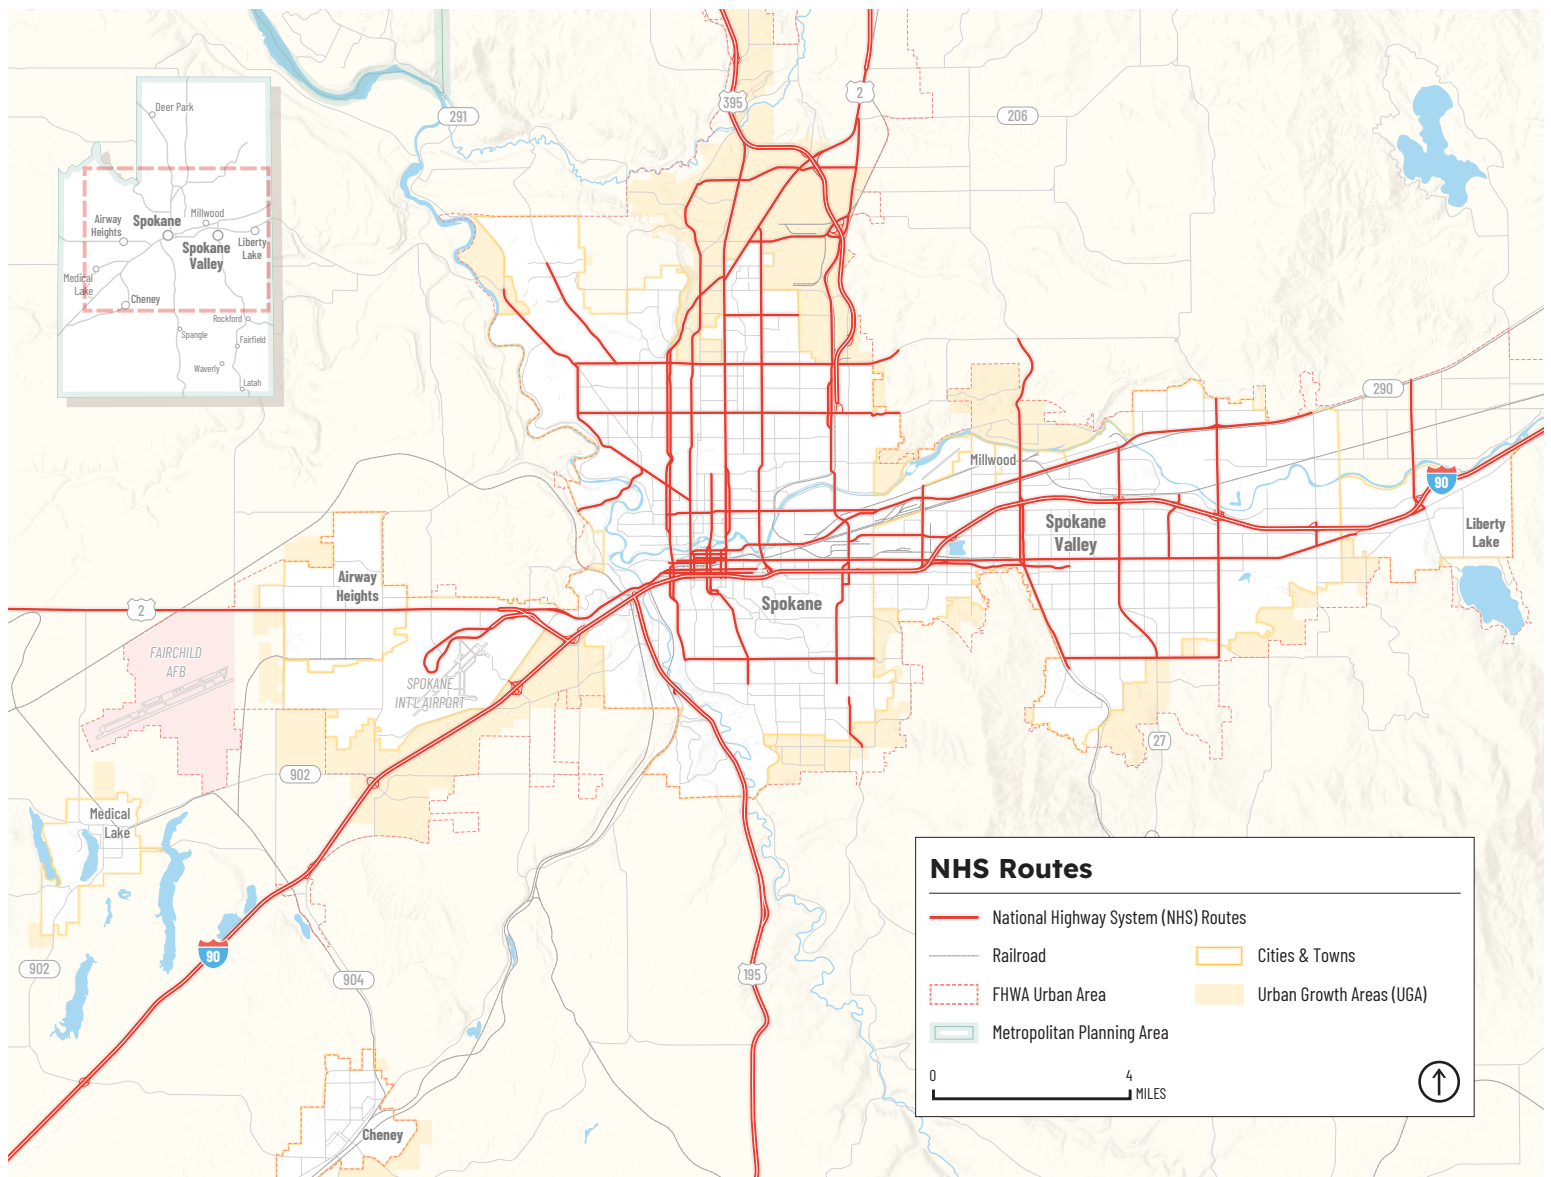 395
2
291
206
Deer Park
Airway
Heights
Spokane
Millwood
Spokane
Valley
Liberty
Lake
Medical
Lake
Cheney
Rockford
Spangle
Fairfield
Waverly
Latah
290
Millwood
90
Spokane
Valley
Liberty
Lake
Airway
Heights
2
Spokane
FAIRCHILD
AFB
SPOKANE
INT'L AIRPORT
27
902
Medical
Lake
90
902
904
195
Cheney
NHS Routes
National Highway System (NHS) Routes
Railroad
Cities & Towns
FHWA Urban Area
Urban Growth Areas (UGA)
Metropolitan Planning Area
0
4
MILES